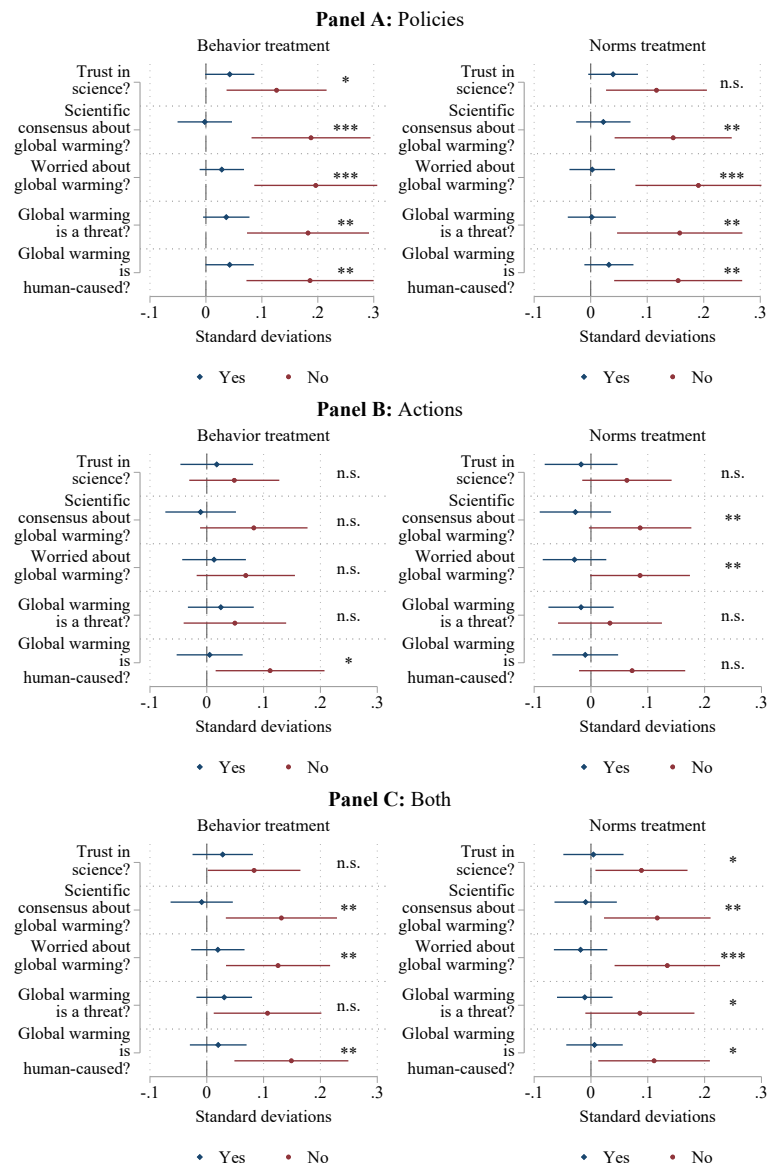 Panel A: Policies
Behavior treatment
Trust in
science?
*
Scientific
consensus about
global warming?
***
Worried about
global warming?
***
Global warming
is a threat?
**
Global warming
is
human-caused?
**
-.1 0 .1 .2 .3
Standard deviations
Yes No
Norms treatment
Trust in
science?
n.s.
Scientific
consensus about
global warming?
**
Worried about
global warming?
***
Global warming
is a threat?
**
Global warming
is
human-caused?
**
-.1 0 .1 .2 .3
Standard deviations
Yes No
Panel B: Actions
Behavior treatment
Trust in
science?
n.s.
Scientific
consensus about
global warming?
n.s.
Worried about
global warming?
n.s.
Global warming
is a threat?
n.s.
Global warming
is
human-caused?
*
-.1 0 .1 .2 .3
Standard deviations
Yes No
Norms treatment
Trust in
science?
n.s.
Scientific
consensus about
global warming?
**
Worried about
global warming?
**
Global warming
is a threat?
n.s.
Global warming
is
human-caused?
n.s.
-.1 0 .1 .2 .3
Standard deviations
Yes No
Panel C: Both
Behavior treatment
Trust in
science?
n.s.
Scientific
consensus about
global warming?
**
Worried about
global warming?
**
Global warming
is a threat?
n.s.
Global warming
is
human-caused?
**
-.1 0 .1 .2 .3
Standard deviations
Yes No
Norms treatment
Trust in
science?
*
Scientific
consensus about
global warming?
**
Worried about
global warming?
***
Global warming
is a threat?
*
Global warming
is
human-caused?
*
-.1 0 .1 .2 .3
Standard deviations
Yes No